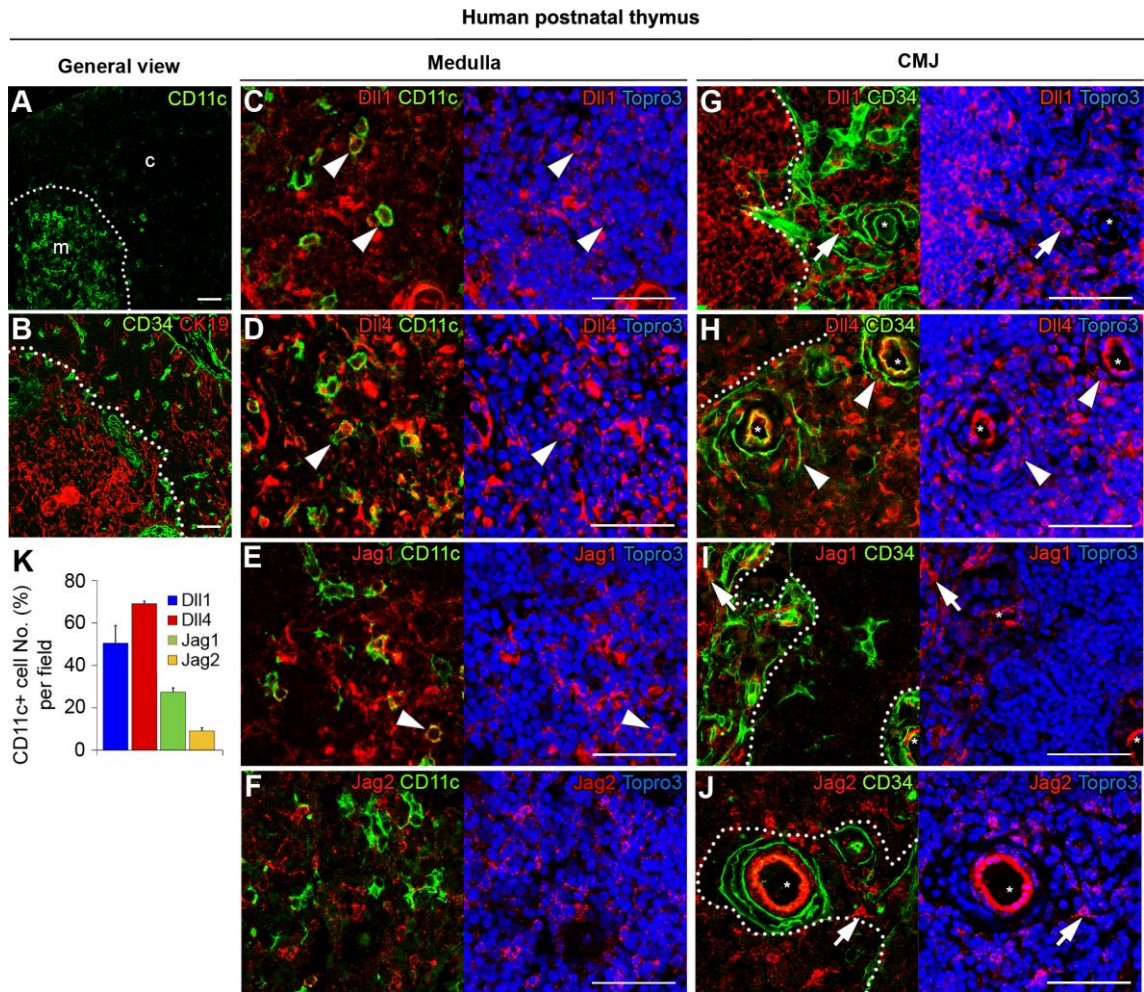 Human postnatal thymus
General view
Medulla
CMJ
A
CD11c
c
m
B
CD34 CK19
C
Dll1 CD11c
Dll1 Topro3
D
Dll4 CD11c
Dll4 Topro3
E
Jag1 CD11c
Jag1 Topro3
F
Jag2 CD11c
Jag2 Topro3
G
Dll1 CD34
Dll1 Topro3
*
*
H
Dll4 CD34
Dll4 Topro3
*
*
*
*
I
Jag1 CD34
Jag1 Topro3
*
*
*
J
Jag2 CD34
Jag2 Topro3
*
*
K
CD11c+ cell No. (%)
per field
80
60
40
20
0
Dll1
Dll4
Jag1
Jag2